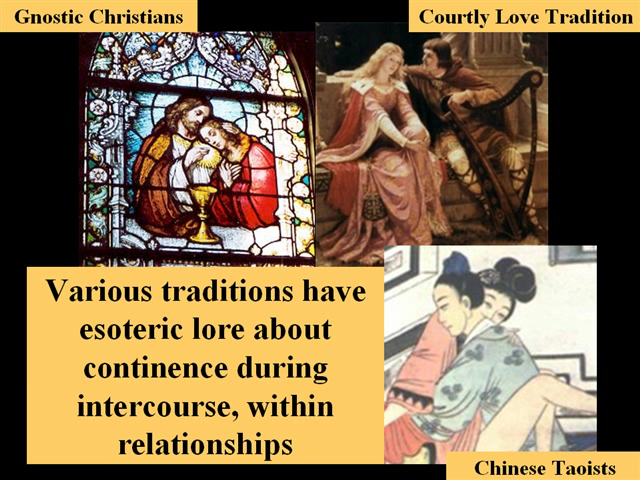 Gnostic Christians
Courtly Love Tradition
Various traditions have
esoteric lore about
continence during
intercourse, within
relationships
Chinese Taoists